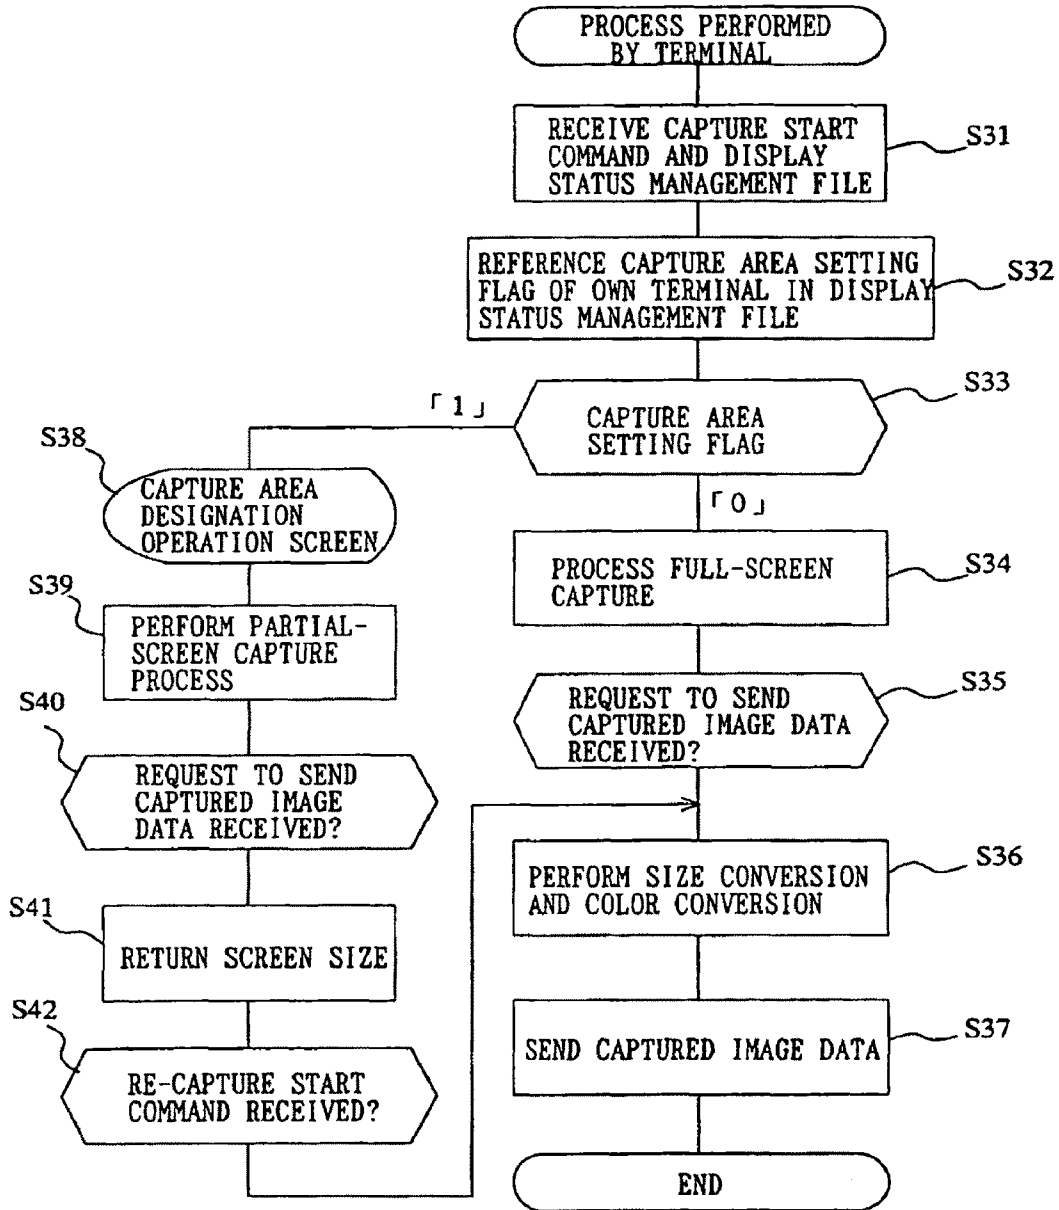 PROCESS PERFORMED
BY TERMINAL
RECEIVE CAPTURE START
COMMAND AND DISPLAY
STATUS MANAGEMENT FILE
S31
REFERENCE CAPTURE AREA SETTING
FLAG OF OWN TERMINAL IN DISPLAY
STATUS MANAGEMENT FILE
S32
CAPTURE AREA
SETTING FLAG
S33
「1」
「0」
S38
CAPTURE AREA
DESIGNATION
OPERATION SCREEN
S39
PERFORM PARTIAL-
SCREEN CAPTURE
PROCESS
S40
REQUEST TO SEND
CAPTURED IMAGE
DATA RECEIVED?
S41
RETURN SCREEN SIZE
S42
RE-CAPTURE START
COMMAND RECEIVED?
PROCESS FULL-SCREEN
CAPTURE
S34
REQUEST TO SEND
CAPTURED IMAGE DATA
RECEIVED?
S35
PERFORM SIZE CONVERSION
AND COLOR CONVERSION
S36
SEND CAPTURED IMAGE DATA
S37
END